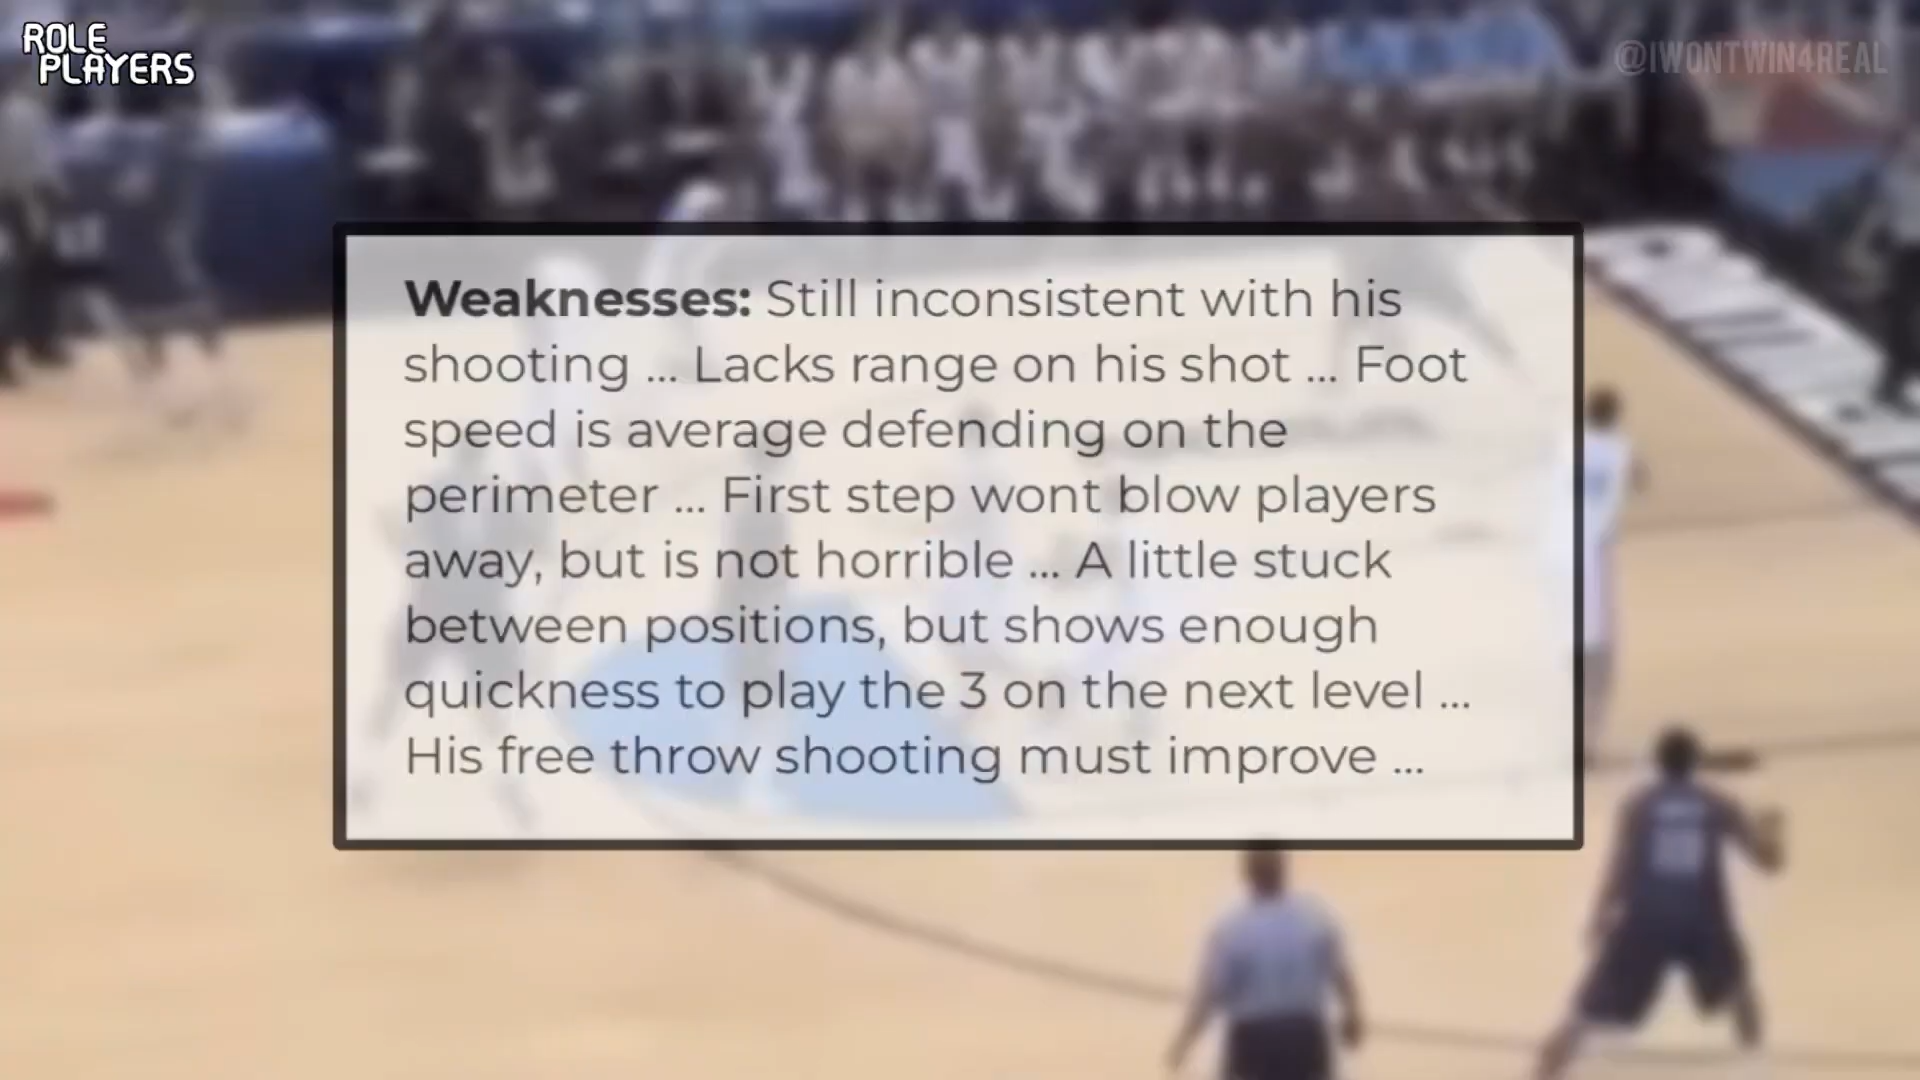 ROLE
PLAYERS
@IWONTWIN4REAL
Weaknesses: Still inconsistent with his
shooting ... Lacks range on his shot ... Foot
speed is average defending on the
perimeter ... First step wont blow players
away, but is not horrible ... A little stuck
between positions, but shows enough
quickness to play the 3 on the next level ...
His free throw shooting must improve ...